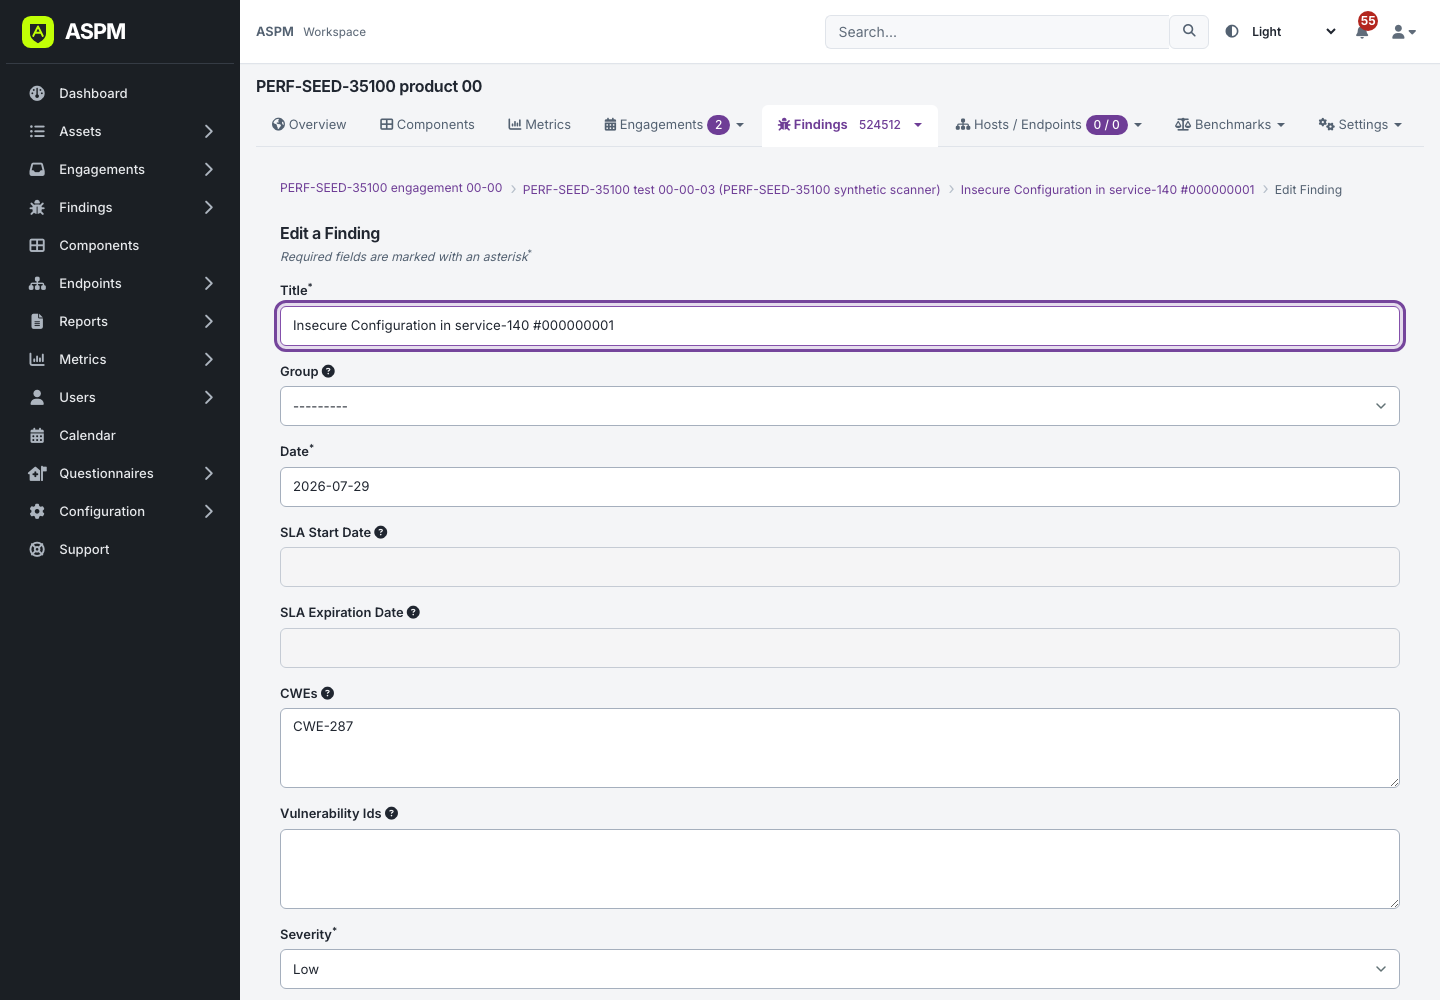 ASPM
ASPM Workspace
Search...
Light
55
Dashboard
Assets
Engagements
Findings
Components
Endpoints
Reports
Metrics
Users
Calendar
Questionnaires
Configuration
Support
PERF-SEED-35100 product 00
Overview Components Metrics Engagements 2 Findings 524512 Hosts / Endpoints 0 / 0 Benchmarks Settings
PERF-SEED-35100 engagement 00-00 PERF-SEED-35100 test 00-00-03 (PERF-SEED-35100 synthetic scanner) Insecure Configuration in service-140 #000000001 Edit Finding
Edit a Finding
Required fields are marked with an asterisk*
Title*
Insecure Configuration in service-140 #000000001
Group
---------
Date*
2026-07-29
SLA Start Date
SLA Expiration Date
CWEs
CWE-287
Vulnerability Ids
Severity*
Low